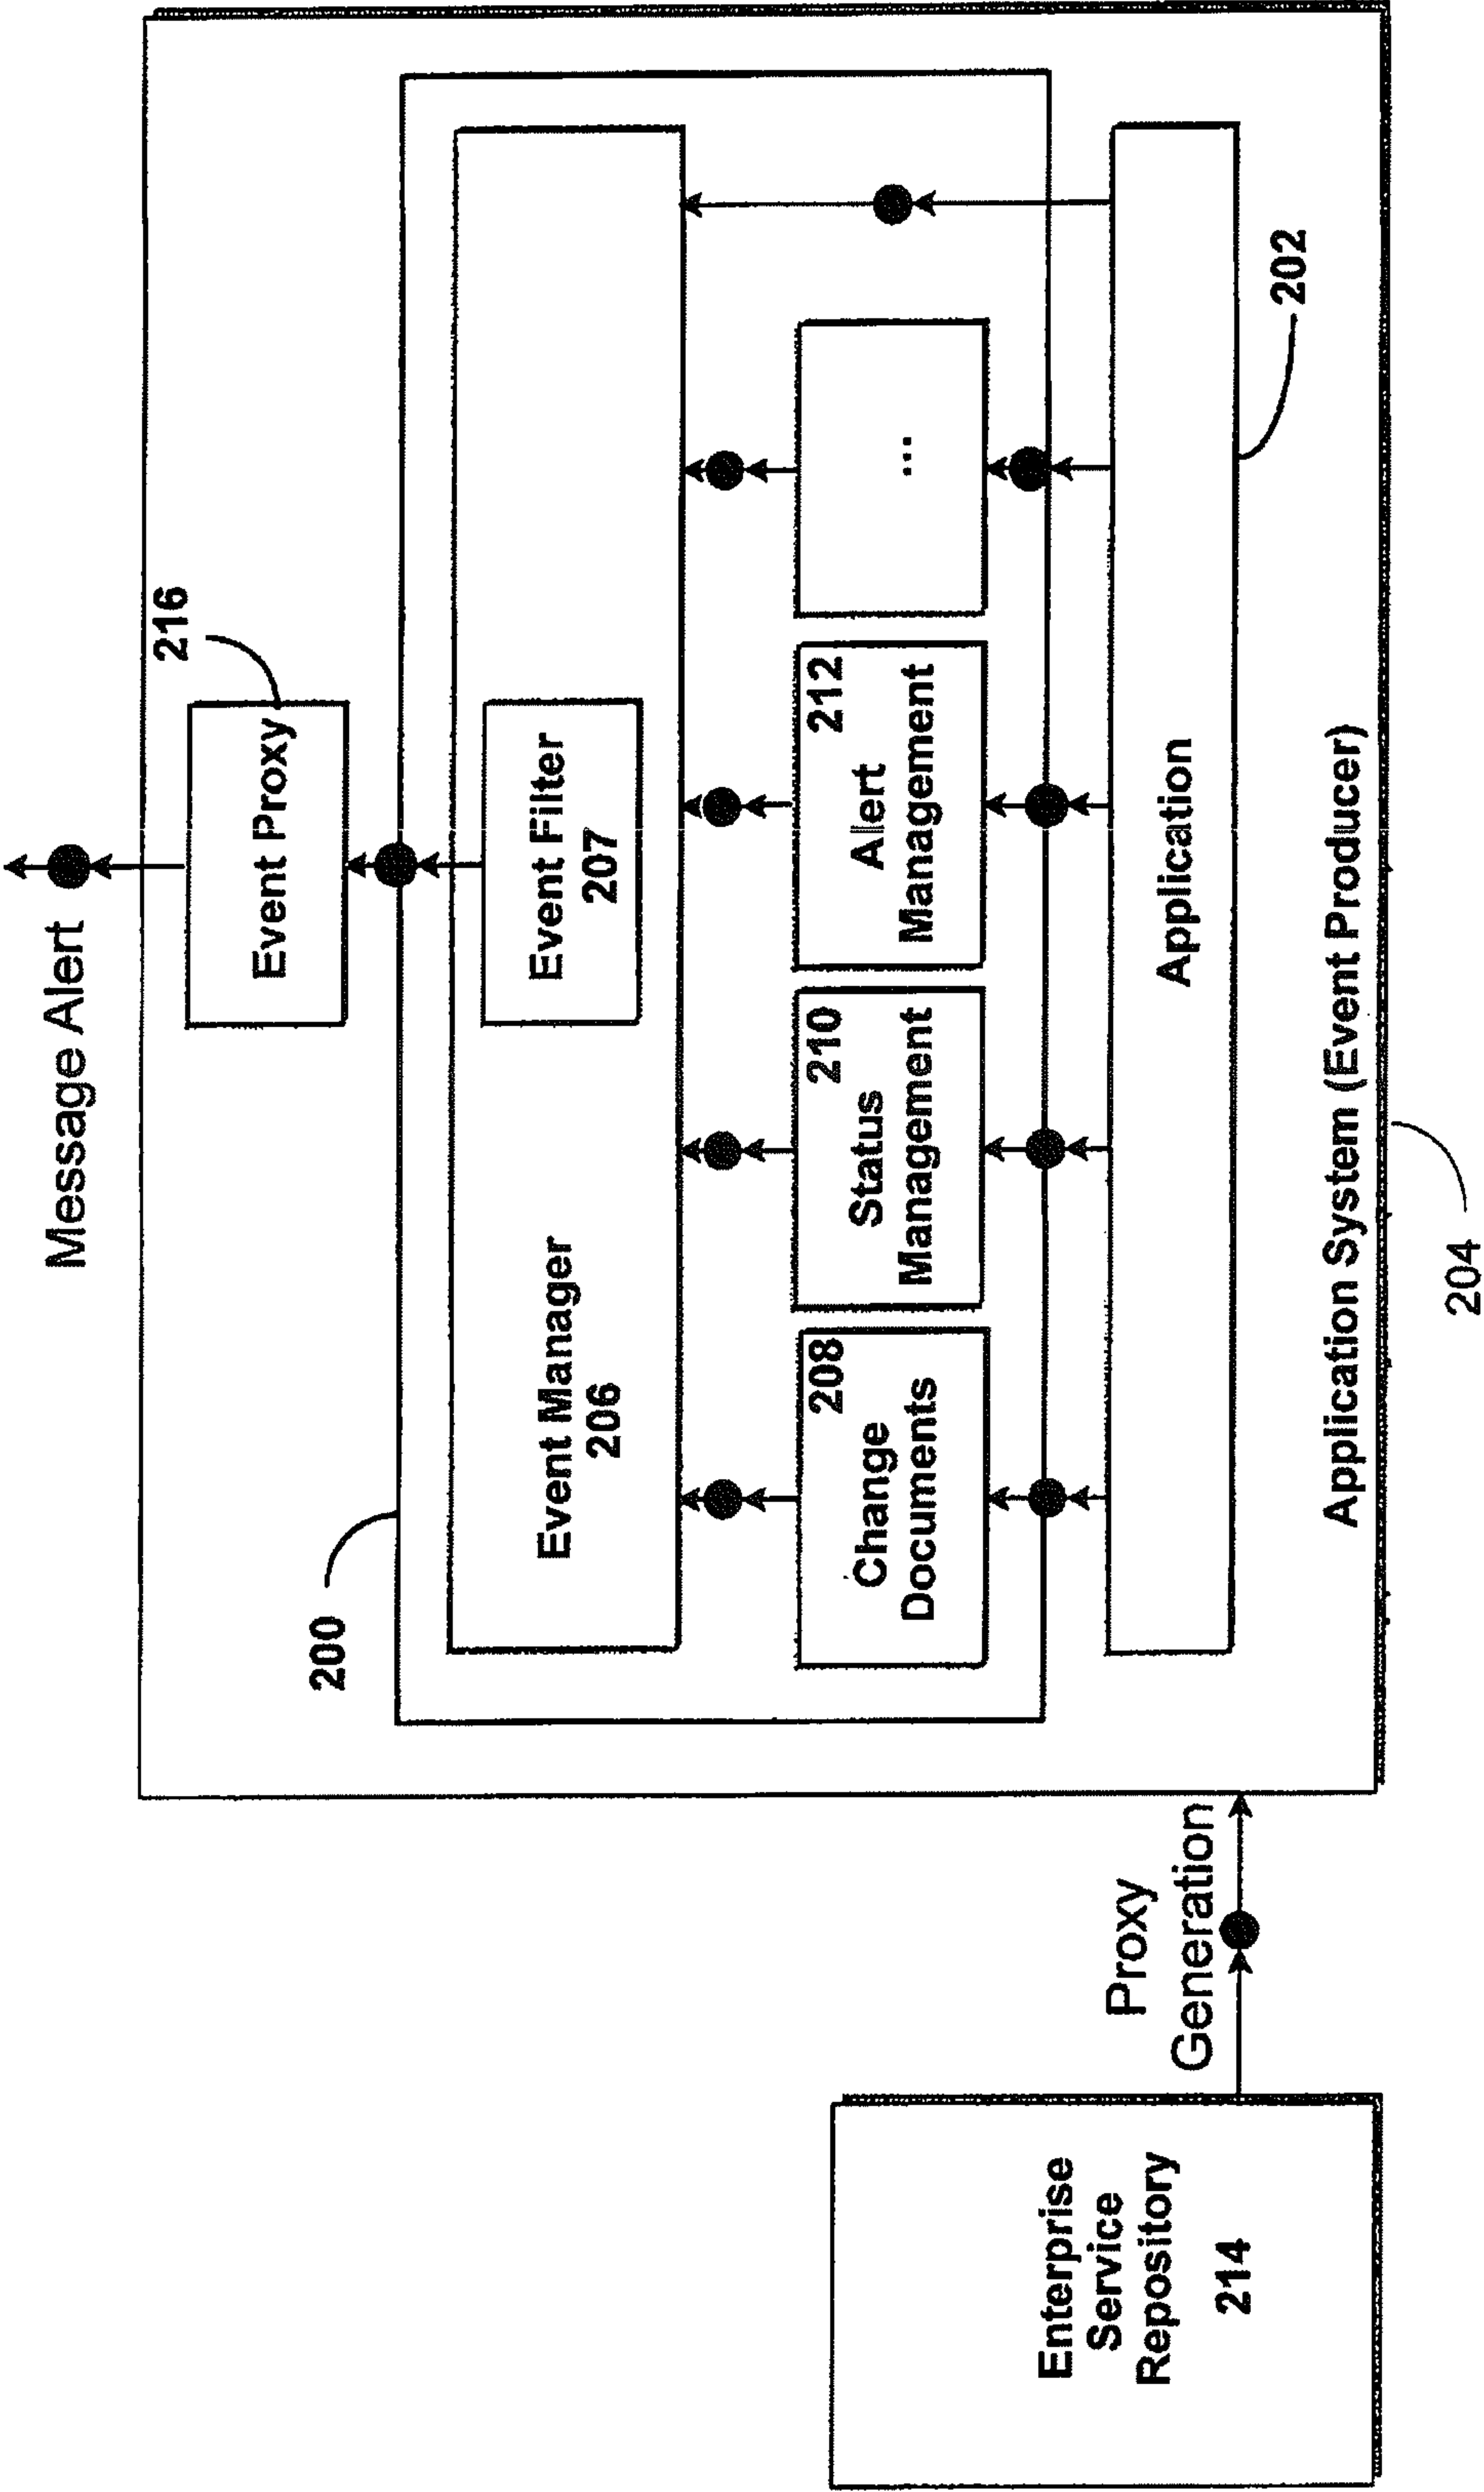 Message Alert
216
Event Proxy
200
Event Manager
206
Event Filter
207
208
Change
Documents
210
Status
Management
212
Alert
Management
...
Application
202
Application System (Event Producer)
204
Proxy
Generation
Enterprise
Service
Repository
214